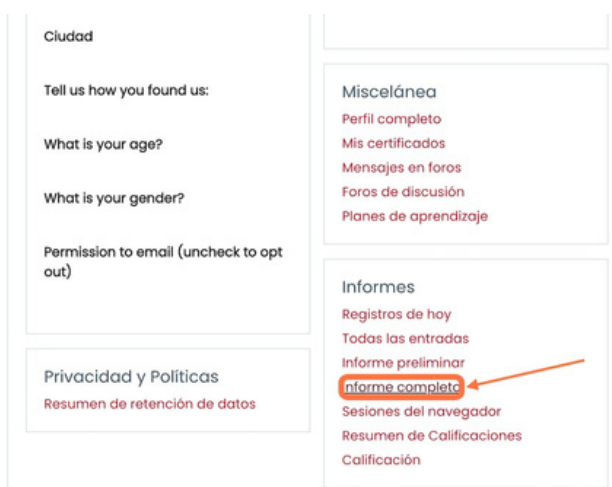 Ciudad
Tell us how you found us:
What is your age?
What is your gender?
Permission to email (uncheck to opt
out)
Privacidad y Políticas
Resumen de retención de datos
Miscelánea
Perfil completo
Mis certificados
Mensajes en foros
Foros de discusión
Planes de aprendizaje
Informes
Registros de hoy
Todas las entradas
Informe preliminar
Informe completo
Sesiones del navegador
Resumen de Calificaciones
Calificación